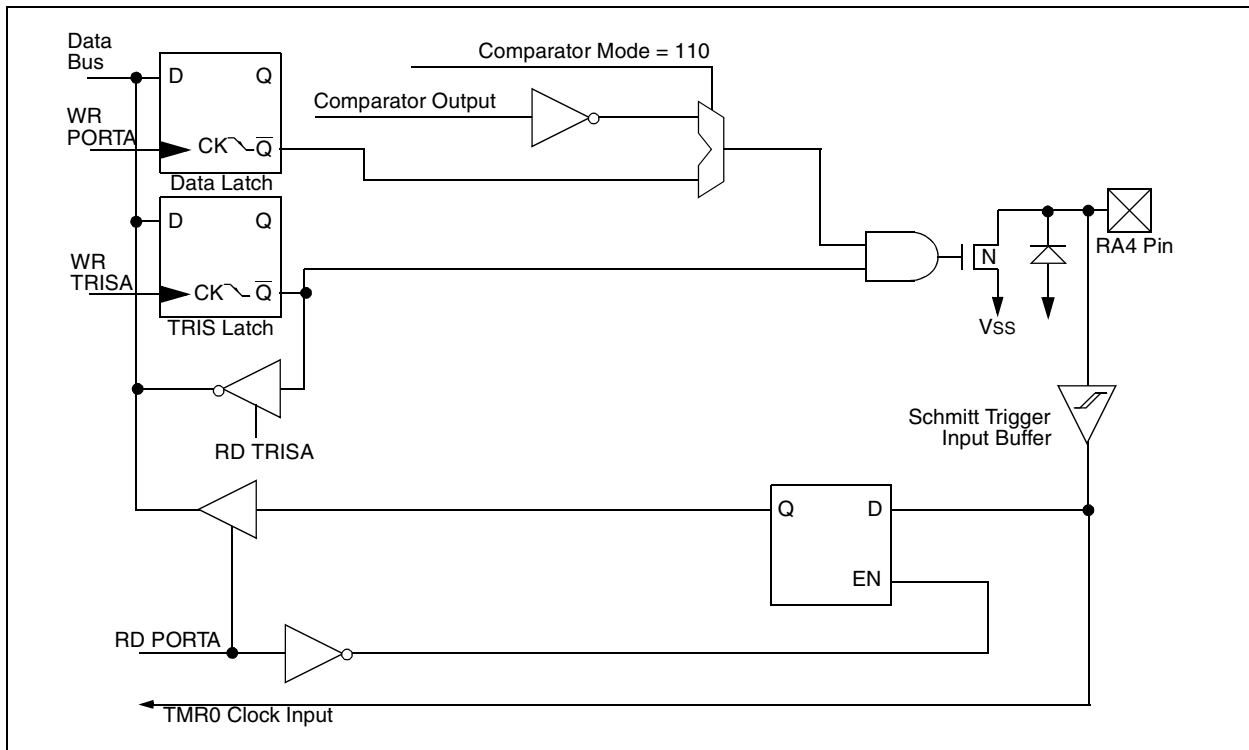 Data
Bus
D Q
WR
PORTA
CK Q
Data Latch
Comparator Mode = 110
Comparator Output
D Q
WR
TRISA
CK Q
TRIS Latch
N
VSS
RA4 Pin
RD TRISA
Schmitt Trigger
Input Buffer
Q D
EN
RD PORTA
TMR0 Clock Input